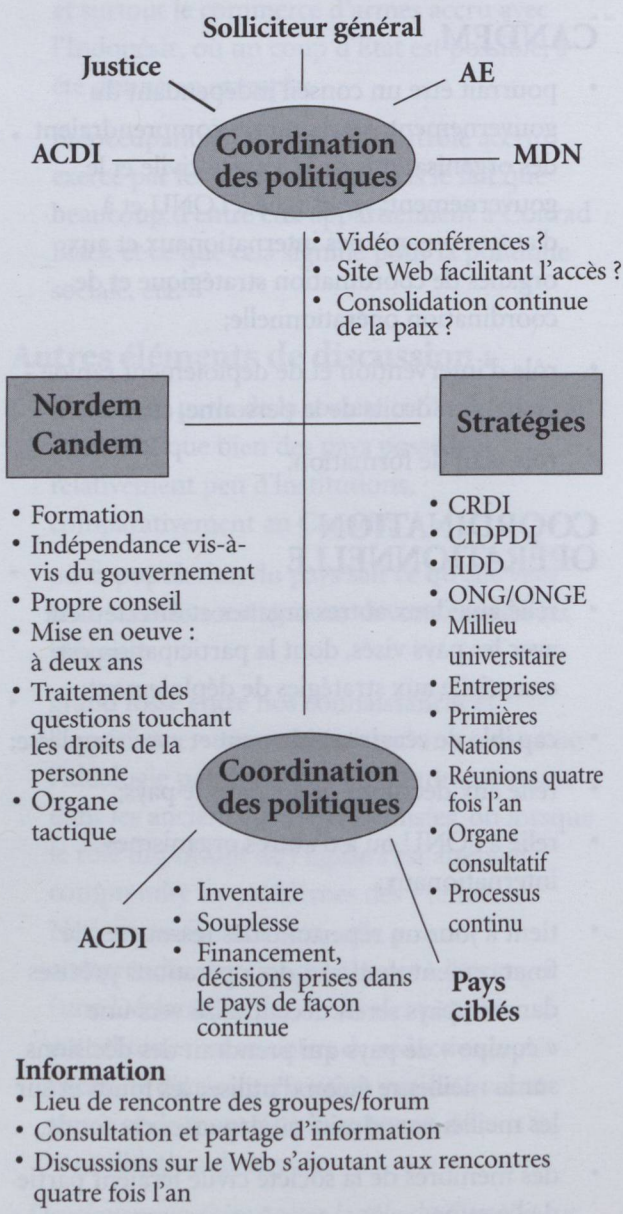 Solliciteur général
Justice
AE
ACDI
Coordination
des politiques
MDN
• Vidéo conférences ?
• Site Web facilitant l'accès ?
• Consolidation continue
de la paix ?
Nordem
Candem
Stratégies
• Formation
• Indépendance vis-à-
vis du gouvernement
• Propre conseil
• Mise en oeuve :
à deux ans
• Traitement des
questions touchant
les droits de la
personne
• Organe
tactique
• CRDI
• CIDPDI
• IIDD
• ONG/ONGE
• Millieu
universitaire
• Entreprises
• Primières
Nations
• Réunions quatre
fois l'an
• Organe
consultatif
• Processus
continu
Coordination
des politiques
ACDI
• Inventaire
• Souplesse
• Financement,
décisions prises dans
le pays de façon
continue
Pays
ciblés
Information
• Lieu de rencontre des groupes/forum
• Consultation et partage d'information
• Discussions sur le Web s'ajoutant aux rencontres
quatre fois l'an